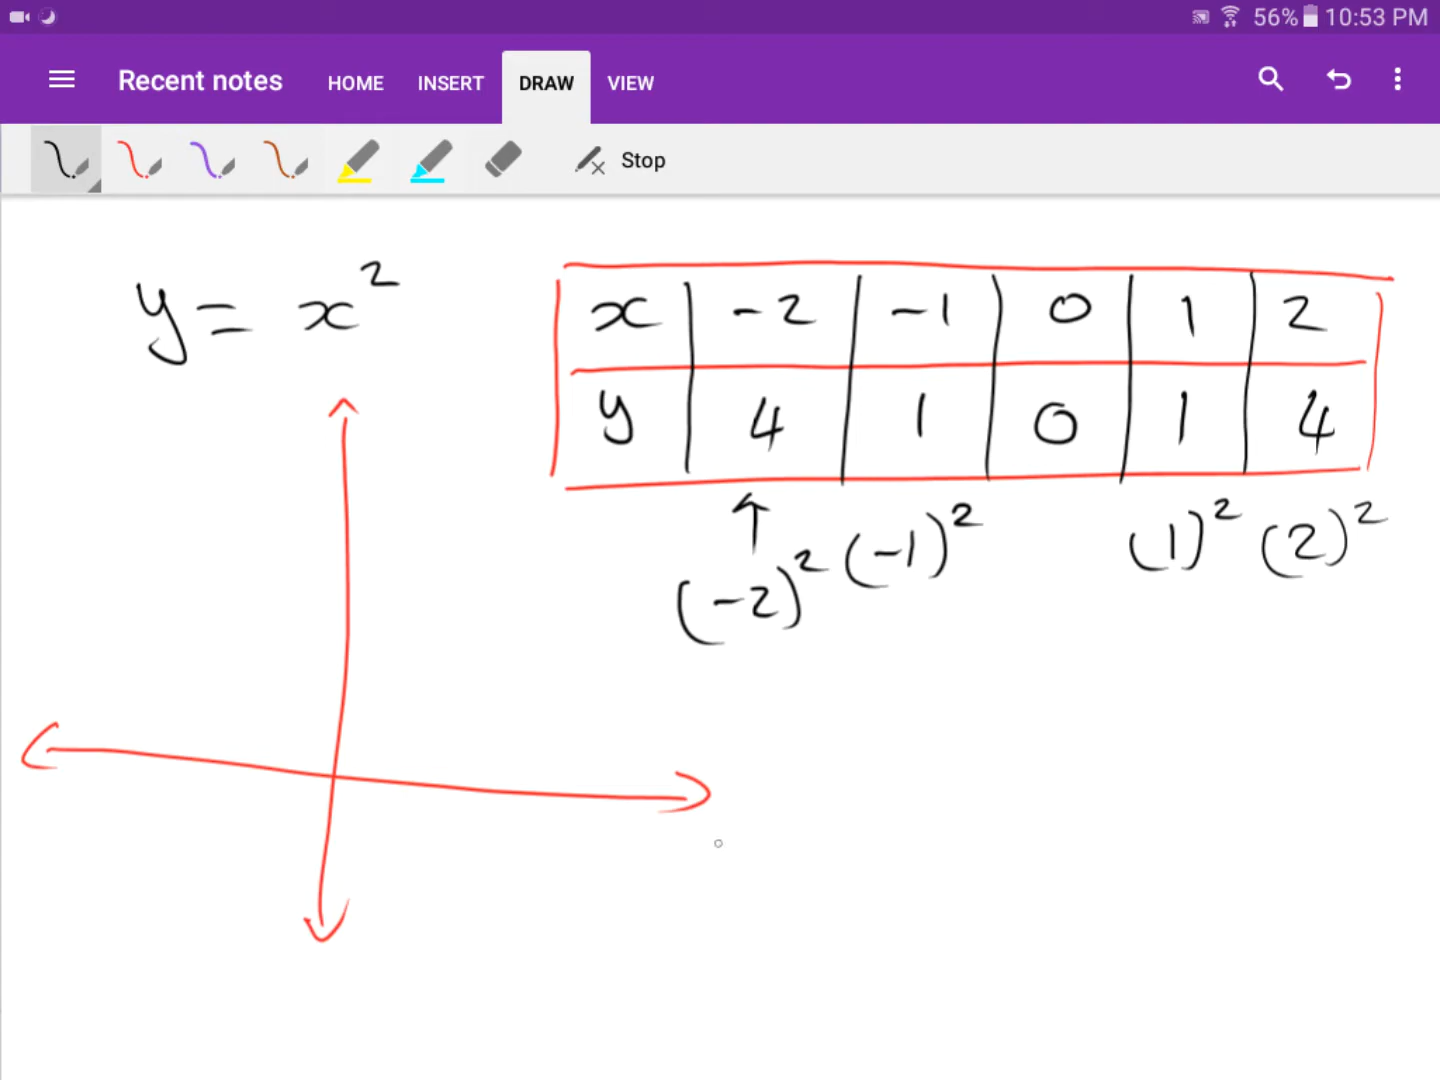 56% 10:53 PM
Recent notes HOME INSERT DRAW VIEW
Stop
y = x²
x | -2 | -1 | 0 | 1 | 2
y | 4 | 1 | 0 | 1 | 4
(-2)² (-1)² (1)² (2)²